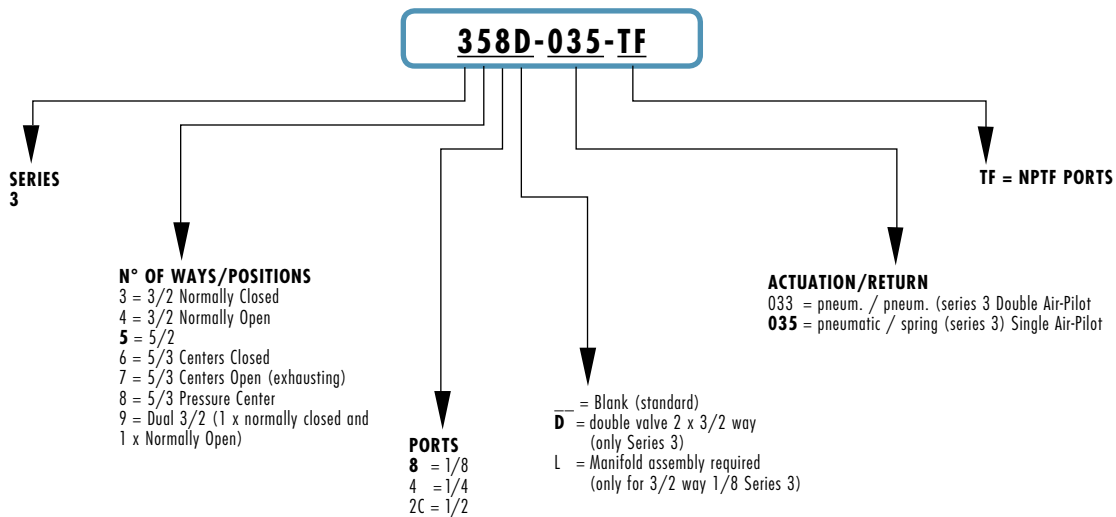 358D-035-TF
SERIES
3
N° OF WAYS/POSITIONS
3 = 3/2 Normally Closed
4 = 3/2 Normally Open
5 = 5/2
6 = 5/3 Centers Closed
7 = 5/3 Centers Open (exhausting)
8 = 5/3 Pressure Center
9 = Dual 3/2 (1 x normally closed and
1 x Normally Open)
PORTS
8 = 1/8
4 = 1/4
2C = 1/2
__ = Blank (standard)
D = double valve 2 x 3/2 way
(only Series 3)
L = Manifold assembly required
(only for 3/2 way 1/8 Series 3)
ACTUATION/RETURN
033 = pneum. / pneum. (series 3 Double Air-Pilot
035 = pneumatic / spring (series 3) Single Air-Pilot
TF = NPTF PORTS